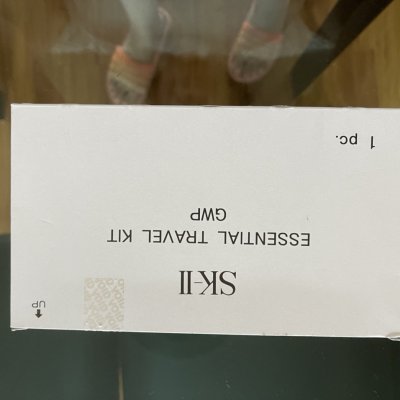 SK-II
ESSENTIAL TRAVEL KIT
GWP
1 pc.
UP